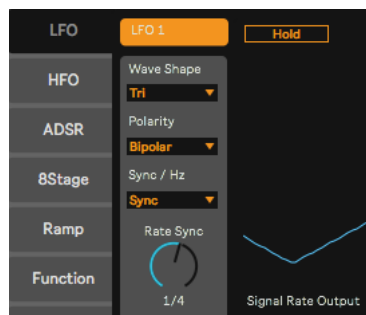 LFO
HFO
ADSR
8Stage
Ramp
Function
LFO 1
Wave Shape
Tri
Polarity
Bipolar
Sync / Hz
Sync
Rate Sync
1/4
Hold
Signal Rate Output